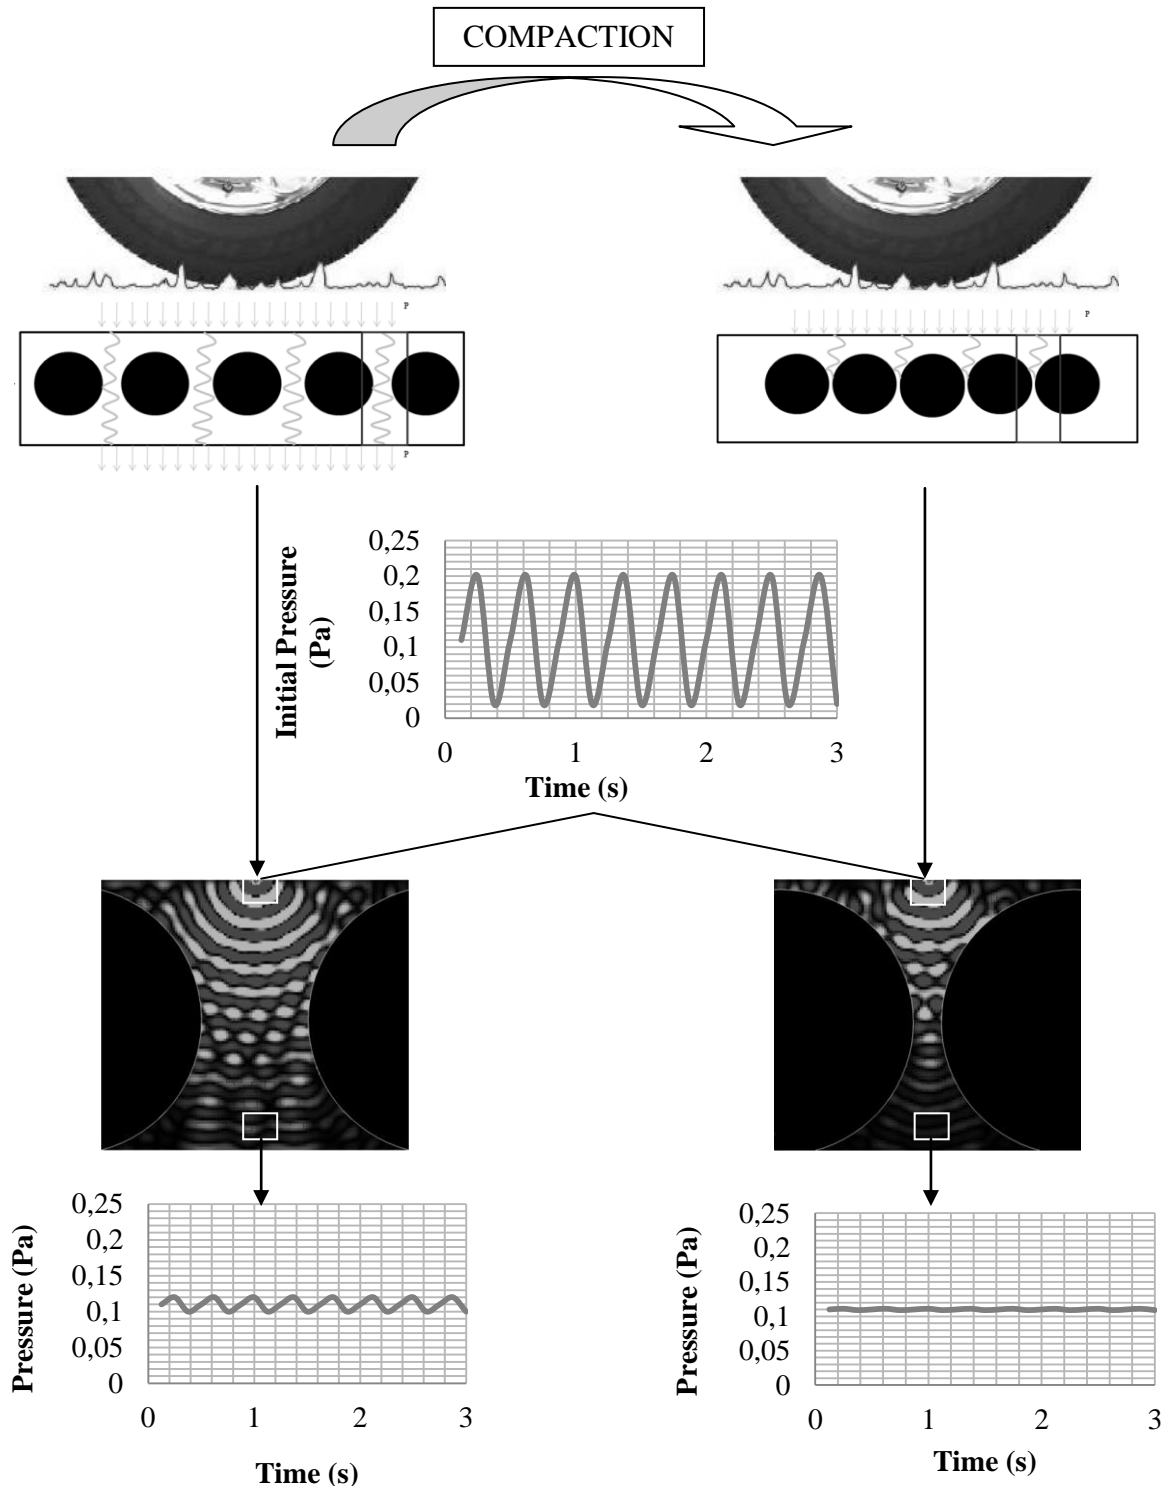 COMPACTION
P
P
P
Initial Pressure
(Pa)
0,25
0,2
0,15
0,1
0,05
0
0 1 2 3
Time (s)
Pressure (Pa)
0,25
0,2
0,15
0,1
0,05
0
0 1 2 3
Time (s)
Pressure (Pa)
0,25
0,2
0,15
0,1
0,05
0
0 1 2 3
Time (s)